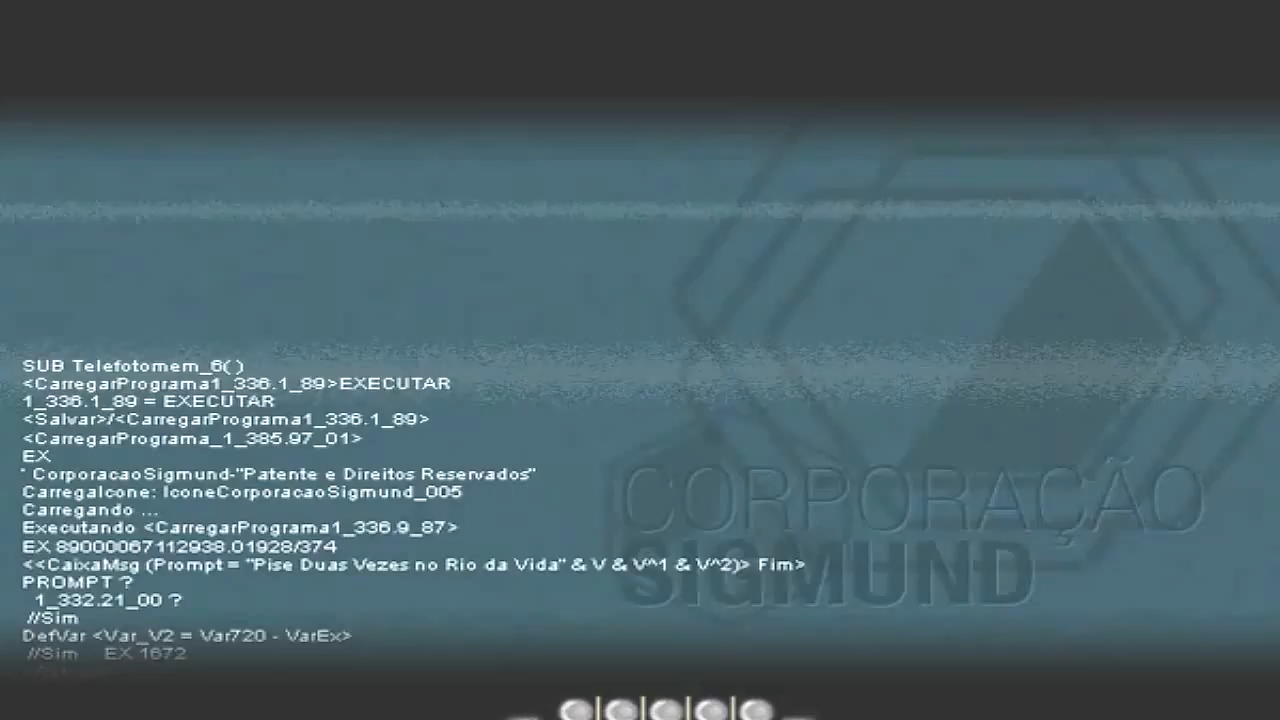 SUB Telefotomem_6( )
<CarregarPrograma1_336.1_89>EXECUTAR
1_336.1_89 = EXECUTAR
<Salvar>/<CarregarPrograma1_336.1_89>
<CarregarPrograma_1_385.97_01>
EX
' CorporacaoSigmund-"Patente e Direitos Reservados"
CarregaIcone: IconeCorporacaoSigmund_005
Carregando ...
Executando <CarregarPrograma1_336.9_87>
EX 89000067112938.01928/374
<<CaixaMsg (Prompt = "Pise Duas Vezes no Rio da Vida" & V & V^1 & V^2)> Fim>
PROMPT ?
1_332.21_00 ?
//Sim
DefVar <Var_V2 = Var720 - VarEx>
//Sim EX 1672
CORPORAÇÃO
SIGMUND